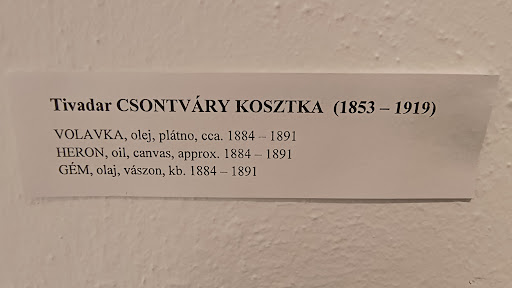 Tivadar CSONTVÁRY KOSZTKA (1853 – 1919)
VOLAVKA, olej, plátno, cca. 1884 – 1891
HERON, oil, canvas, approx. 1884 – 1891
GÉM, olaj, vászon, kb. 1884 – 1891